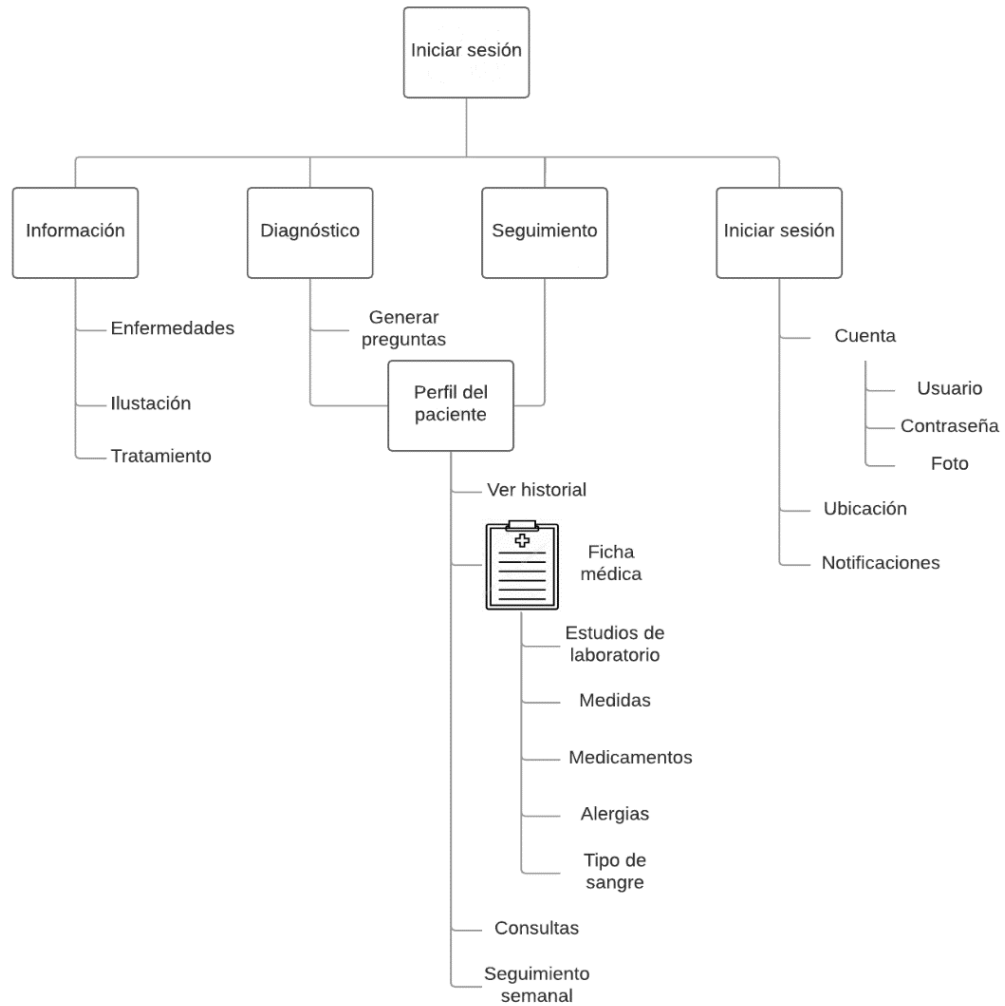 Iniciar sesión
Información
Diagnóstico
Seguimiento
Iniciar sesión
Enfermedades
Ilustación
Tratamiento
Generar
preguntas
Perfil del
paciente
Ver historial
Ficha
médica
Estudios de
laboratorio
Medidas
Medicamentos
Alergias
Tipo de
sangre
Consultas
Seguimiento
semanal
Cuenta
Usuario
Contraseña
Foto
Ubicación
Notificaciones